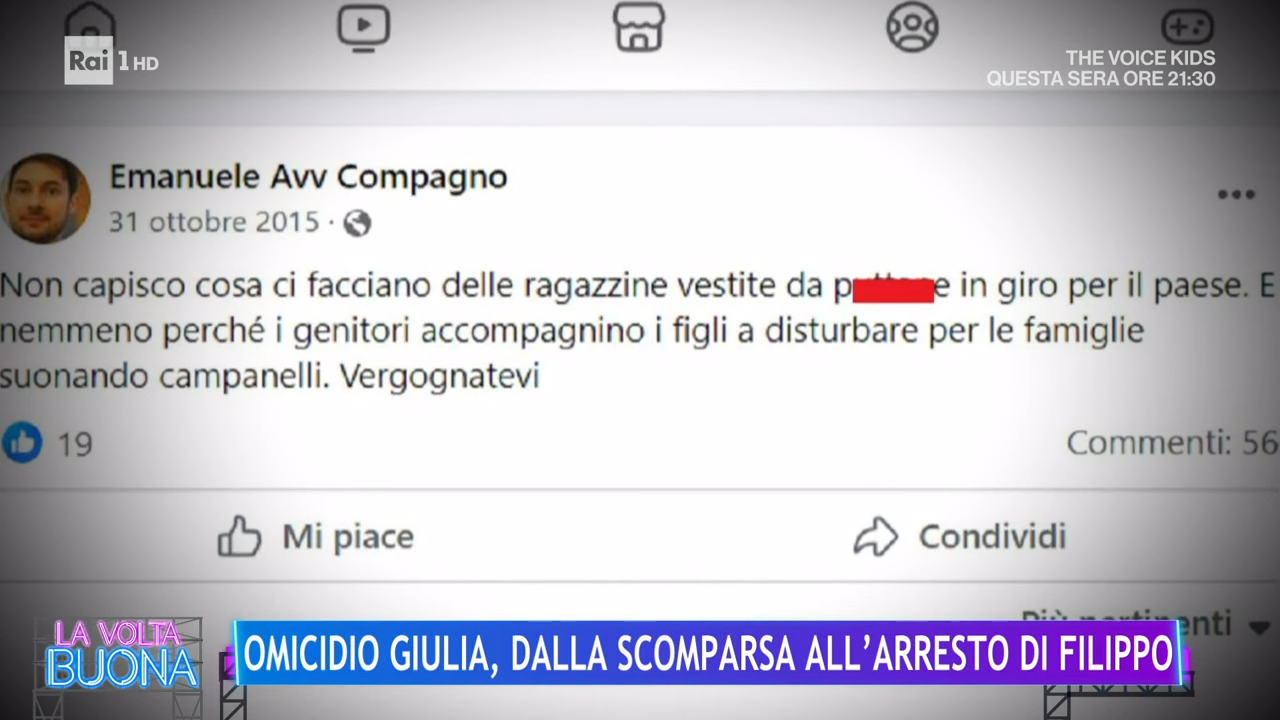 Rai 1 HD
THE VOICE KIDS
QUESTA SERA ORE 21:30
Emanuele Avv Compagno
31 ottobre 2015 ·
Non capisco cosa ci facciano delle ragazzine vestite da p e in giro per il paese. E
nemmeno perché i genitori accompagnino i figli a disturbare per le famiglie
suonando campanelli. Vergognatevi
19
Commenti: 56
Mi piace
Condividi
Più pertinenti
LA VOLTA
BUONA
OMICIDIO GIULIA, DALLA SCOMPARSA ALL'ARRESTO DI FILIPPO